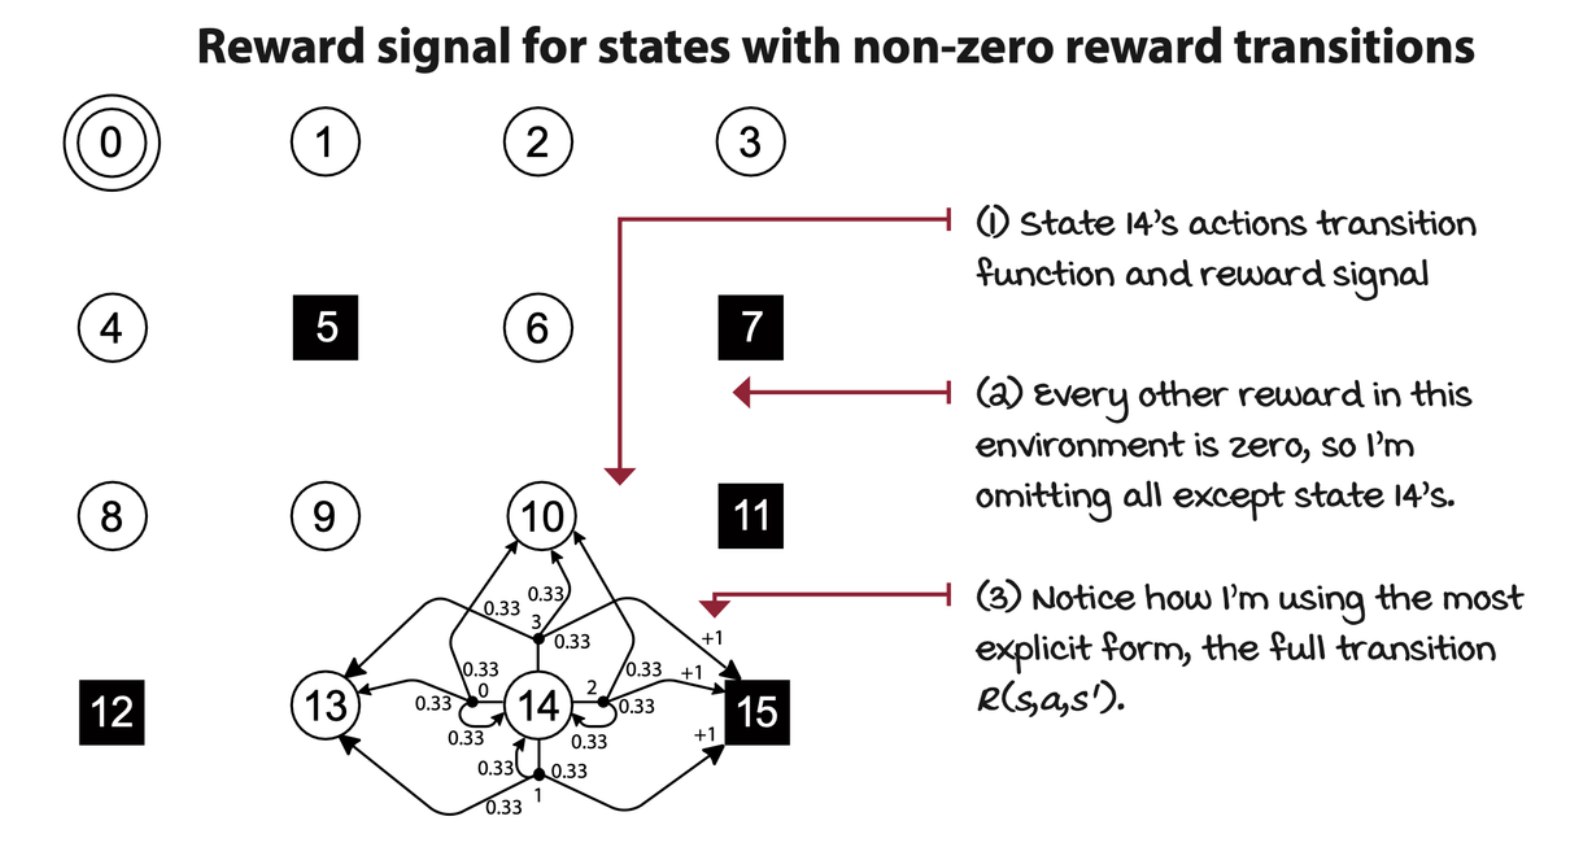 Reward signal for states with non-zero reward transitions
0 1 2 3
(1) State 14's actions transition
function and reward signal
4 5 6 7
(2) Every other reward in this
environment is zero, so I'm
omitting all except state 14's.
8 9 10 11
(3) Notice how I'm using the most
explicit form, the full transition
R(s,a,s').
0.33
0.33
3
0.33
+1
0.33
0.33
+1
12 13 0.33 0 14 2 0.33 15
0.33
0.33
+1
0.33
0.33
1
0.33